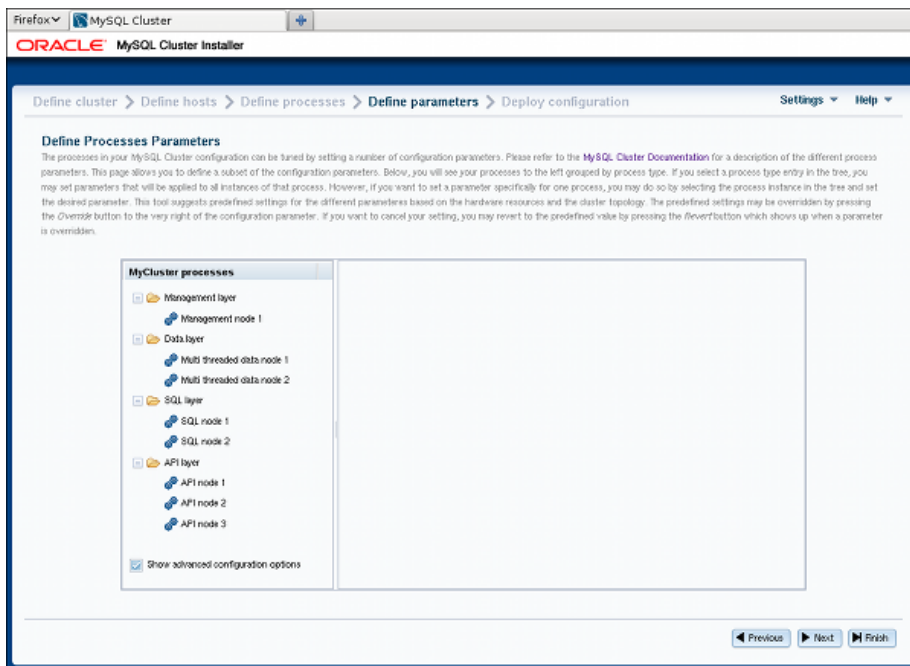 Firefox
MySQL Cluster
ORACLE MySQL Cluster Installer
Define cluster Define hosts Define processes Define parameters Deploy configuration Settings Help
Define Processes Parameters
The processes in your MySQL Cluster configuration can be tuned by setting a number of configuration parameters. Please refer to the MySQL Cluster Documentation for a description of the different process
parameters. This page allows you to define a subset of the configuration parameters. Below, you will see your processes to the left grouped by process type. If you select a process type entry in the tree, you
may set parameters that will be applied to all instances of that process. However, if you want to set a parameter specifically for one process, you may do so by selecting the process instance in the tree and set
the desired parameter. This tool suggests predefined settings for the different parameteres based on the hardware resources and the cluster topology. The predefined settings may be overridden by pressing
the Override button to the very right of the configuration parameter. If you want to cancel your setting, you may revert to the predefined value by pressing the Revert button which shows up when a parameter
is overridden.
MyCluster processes
Management layer
Management node 1
Data layer
Multi threaded data node 1
Multi threaded data node 2
SQL layer
SQL node 1
SQL node 2
API layer
API node 1
API node 2
API node 3
Show advanced configuration options
Previous Next Finish